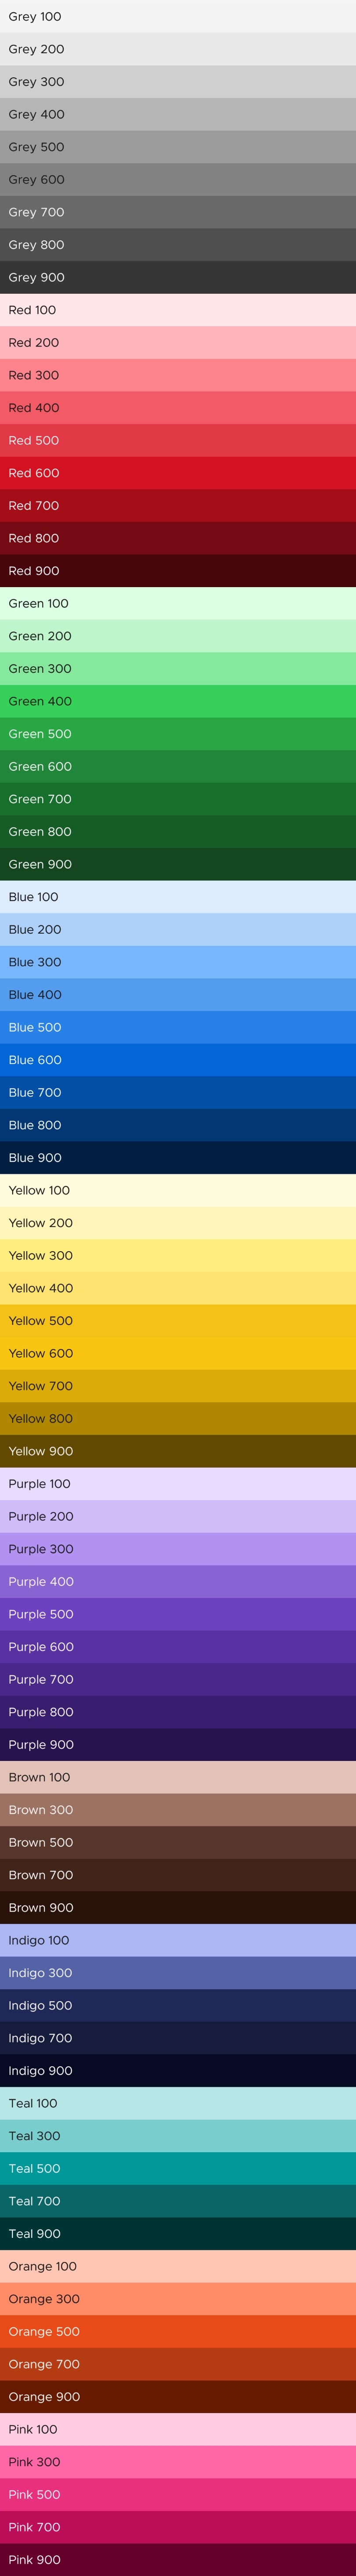 Grey 100
Grey 200
Grey 300
Grey 400
Grey 500
Grey 600
Grey 700
Grey 800
Grey 900
Red 100
Red 200
Red 300
Red 400
Red 500
Red 600
Red 700
Red 800
Red 900
Green 100
Green 200
Green 300
Green 400
Green 500
Green 600
Green 700
Green 800
Green 900
Blue 100
Blue 200
Blue 300
Blue 400
Blue 500
Blue 600
Blue 700
Blue 800
Blue 900
Yellow 100
Yellow 200
Yellow 300
Yellow 400
Yellow 500
Yellow 600
Yellow 700
Yellow 800
Yellow 900
Purple 100
Purple 200
Purple 300
Purple 400
Purple 500
Purple 600
Purple 700
Purple 800
Purple 900
Brown 100
Brown 300
Brown 500
Brown 700
Brown 900
Indigo 100
Indigo 300
Indigo 500
Indigo 700
Indigo 900
Teal 100
Teal 300
Teal 500
Teal 700
Teal 900
Orange 100
Orange 300
Orange 500
Orange 700
Orange 900
Pink 100
Pink 300
Pink 500
Pink 700
Pink 900